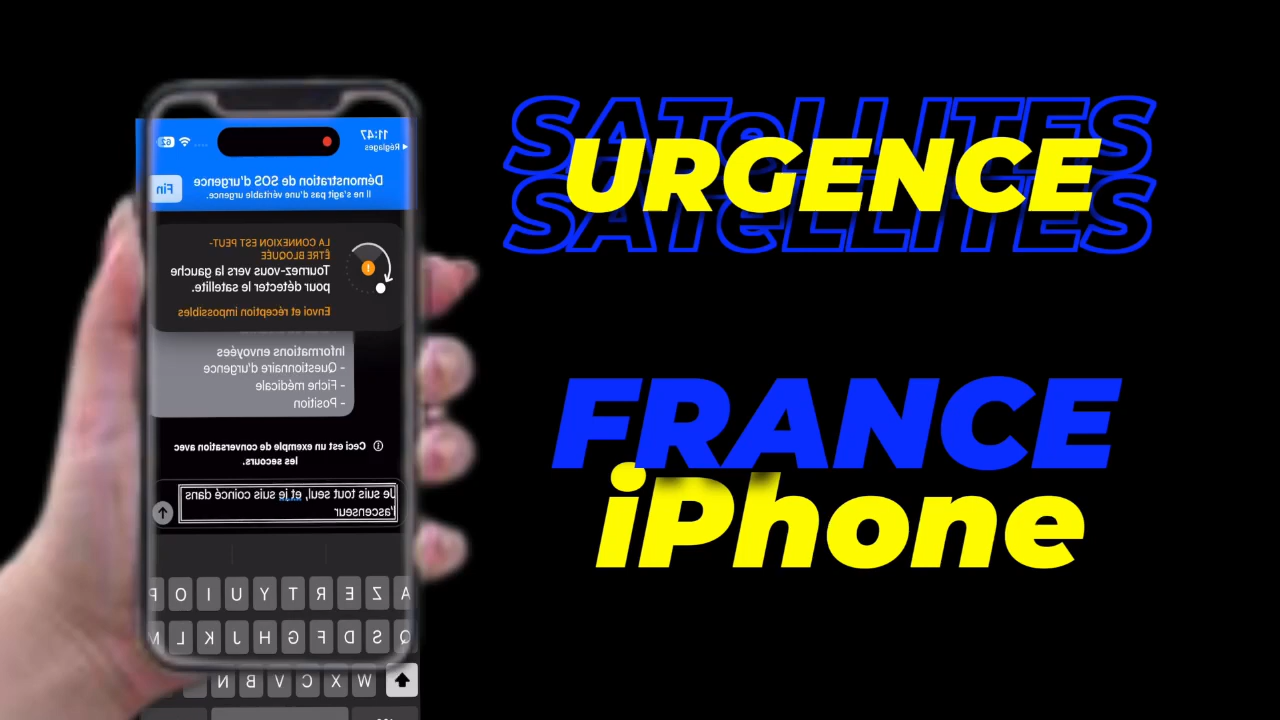 SATeLLITES
URGENCE
SATeLLITES
FRANCE
iPhone
11:47
62
Réglages
Démonstration de SOS d'urgence
Il ne s'agit pas d'une véritable urgence.
Fin
LA CONNEXION EST PEUT-
ÊTRE BLOQUÉE
Tournez-vous vers la gauche
pour détecter le satellite.
Envoi et réception impossibles
Informations envoyées
- Questionnaire d'urgence
- Fiche médicale
- Position
Ceci est un exemple de conversation avec
les secours.
Je suis tout seul, et je suis coincé dans
l'ascenseur
A Z E R T Y U I O P
Q S D F G H J K L M
W X C V B N